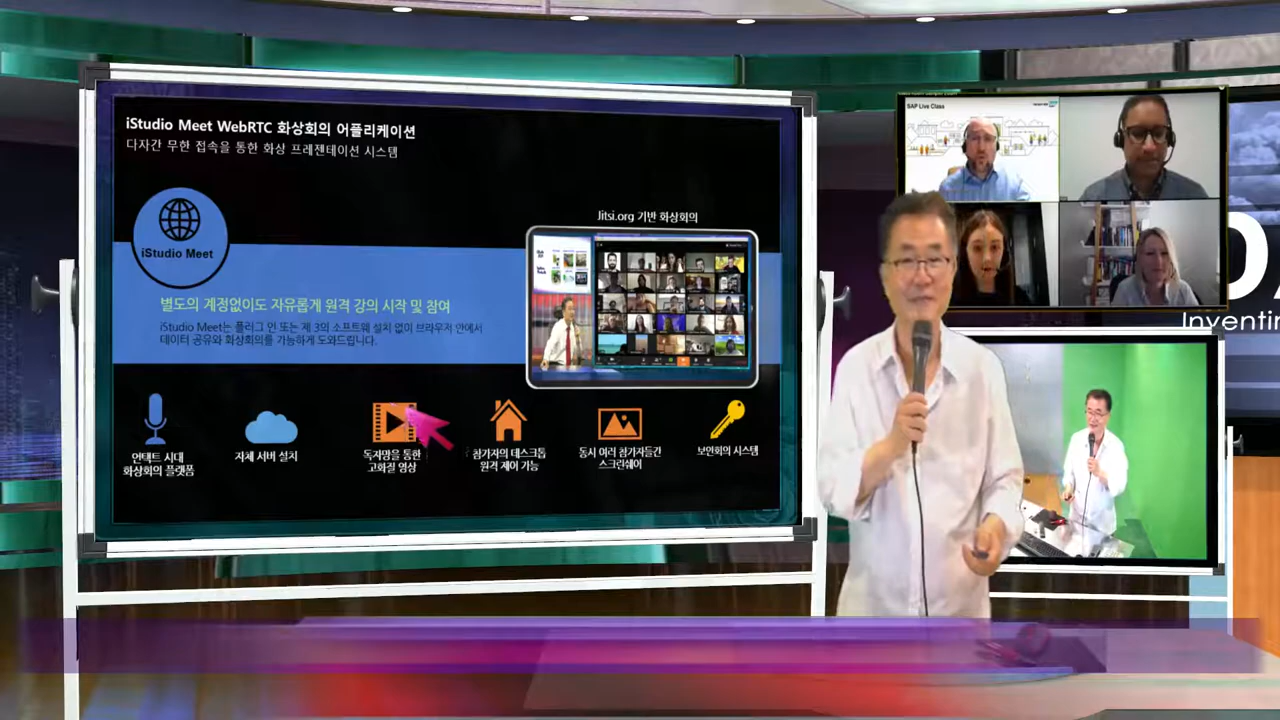 iStudio Meet WebRTC 화상회의 어플리케이션
다자간 무한 접속을 통한 화상 프레젠테이션 시스템
Jitsi.org 기반 화상회의
iStudio Meet
별도의 계정없이도 자유롭게 원격 강의 시작 및 참여
iStudio Meet는 플러그 인 또는 제 3의 소프트웨 설치 없이 브라우저 안에서
데이터 공유와 화상회의를 가능하게 도와드립니다.
언택트 시대
화상회의 플랫폼
자체 서버 설치
독자망을 통한
고화질 영상
참가저의 데스크톱
원격 제이 가능
동시 여러 참가자들간
스크린쉐어
보안회의 시스템
SAP Live Class
Inventin